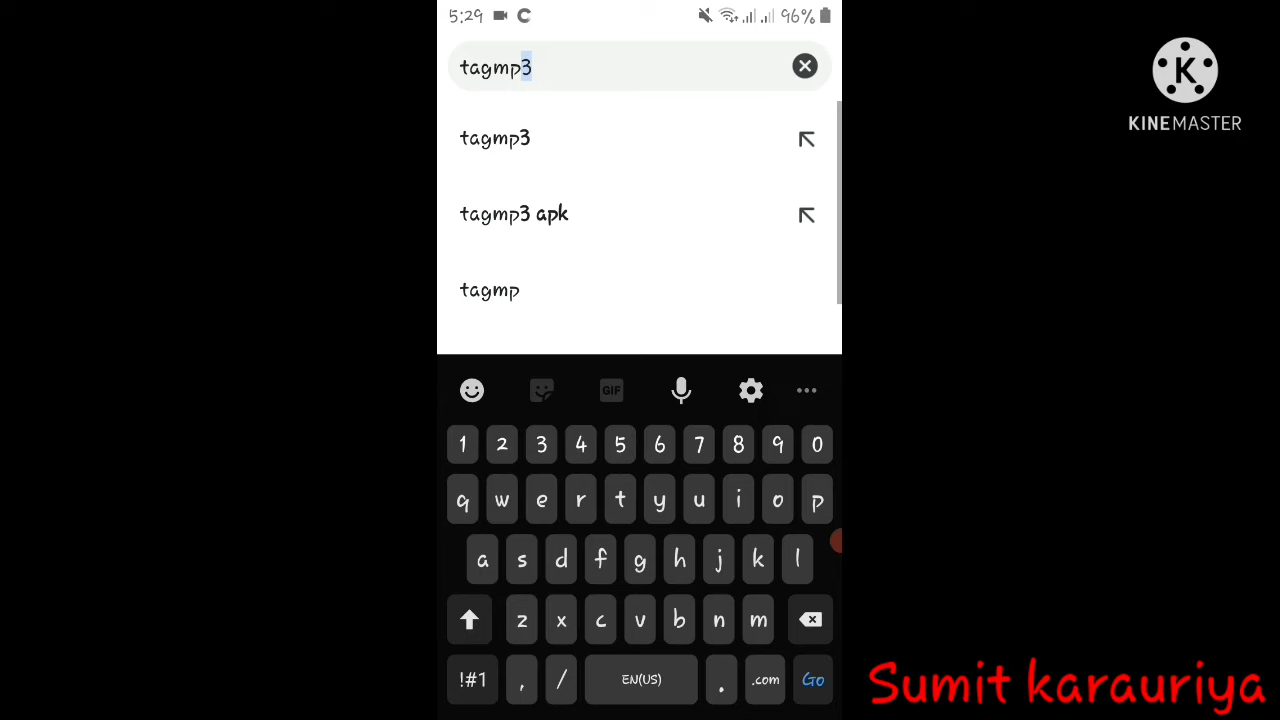 5:29 96%
tagmp3
KINEMASTER
tagmp3
tagmp3 apk
tagmp
GIF
1 2 3 4 5 6 7 8 9 0
q w e r t y u i o p
a s d f g h j k l
z x c v b n m
!#1 , / EN(US) . .com Go
Sumit karauriya